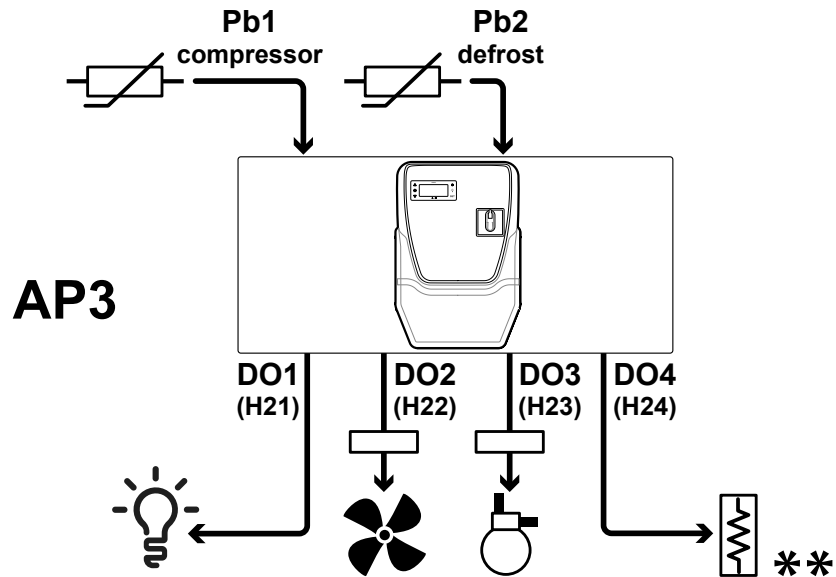 Pb1
compressor
Pb2
defrost
AP3
DO1
(H21)
DO2
(H22)
DO3
(H23)
DO4
(H24)
**